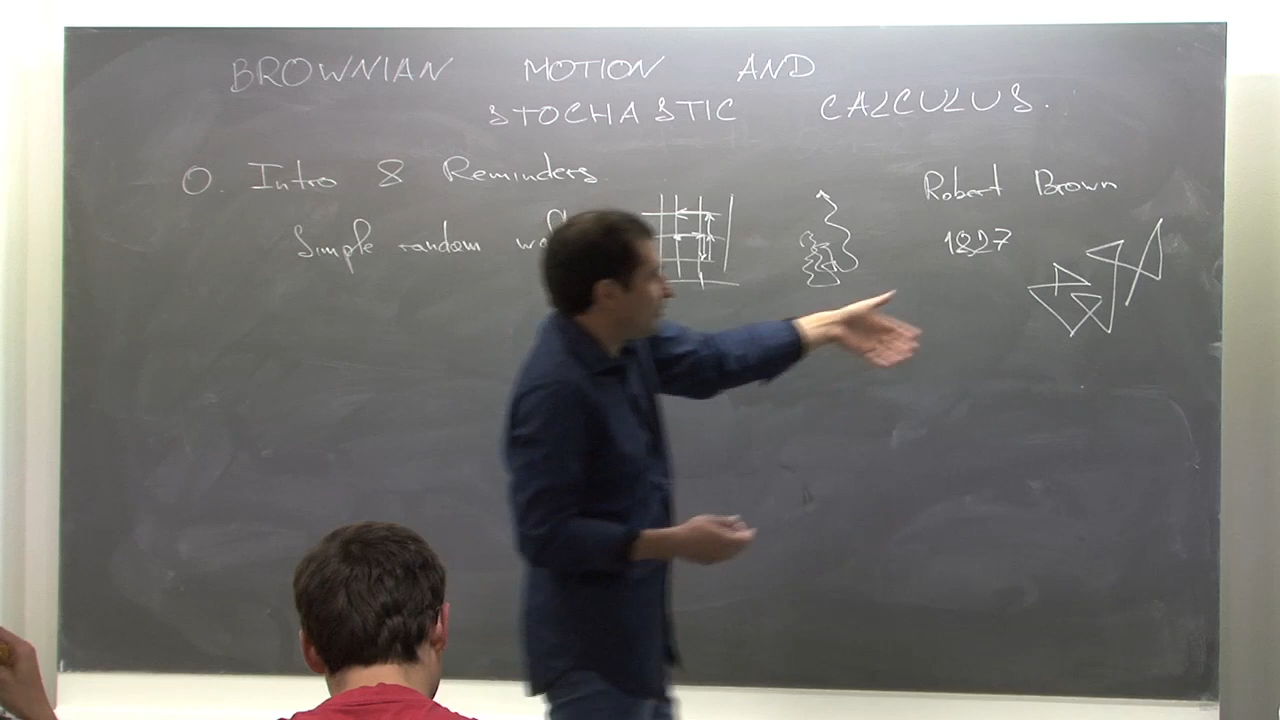 BROWNIAN MOTION AND
STOCHASTIC CALCULUS.
0. Intro & Reminders
Simple random
Robert Brown
1827